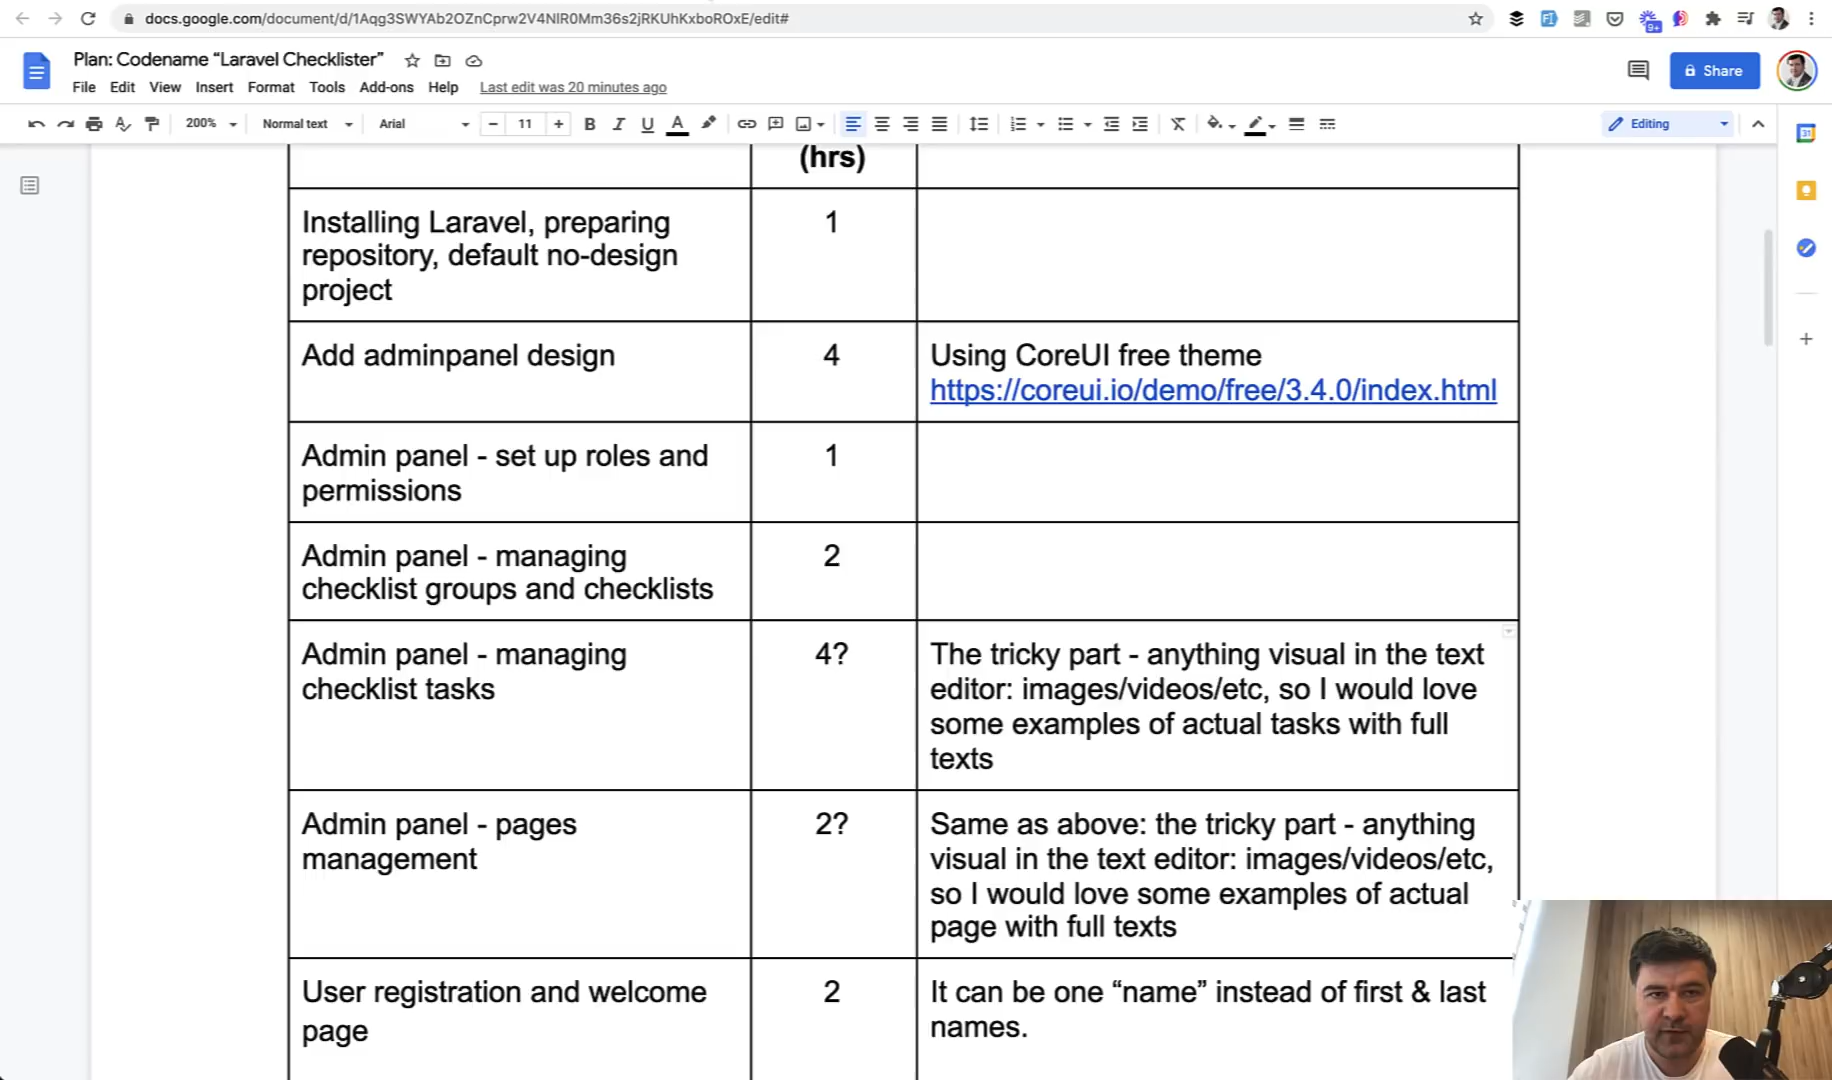 docs.google.com/document/d/1Aqg3SWYAb2OZnCprw2V4NlR0Mm36s2jRKUhKxboROxE/edit#
9+
Plan: Codename “Laravel Checklister”
Share
File Edit View Insert Format Tools Add-ons Help Last edit was 20 minutes ago
200% Normal text Arial 11 Editing
(hrs)
Installing Laravel, preparing
repository, default no-design
project
1
Add adminpanel design
4
Using CoreUI free theme
https://coreui.io/demo/free/3.4.0/index.html
Admin panel - set up roles and
permissions
1
Admin panel - managing
checklist groups and checklists
2
Admin panel - managing
checklist tasks
4?
The tricky part - anything visual in the text
editor: images/videos/etc, so I would love
some examples of actual tasks with full
texts
Admin panel - pages
management
2?
Same as above: the tricky part - anything
visual in the text editor: images/videos/etc,
so I would love some examples of actual
page with full texts
User registration and welcome
page
2
It can be one “name” instead of first & last
names.